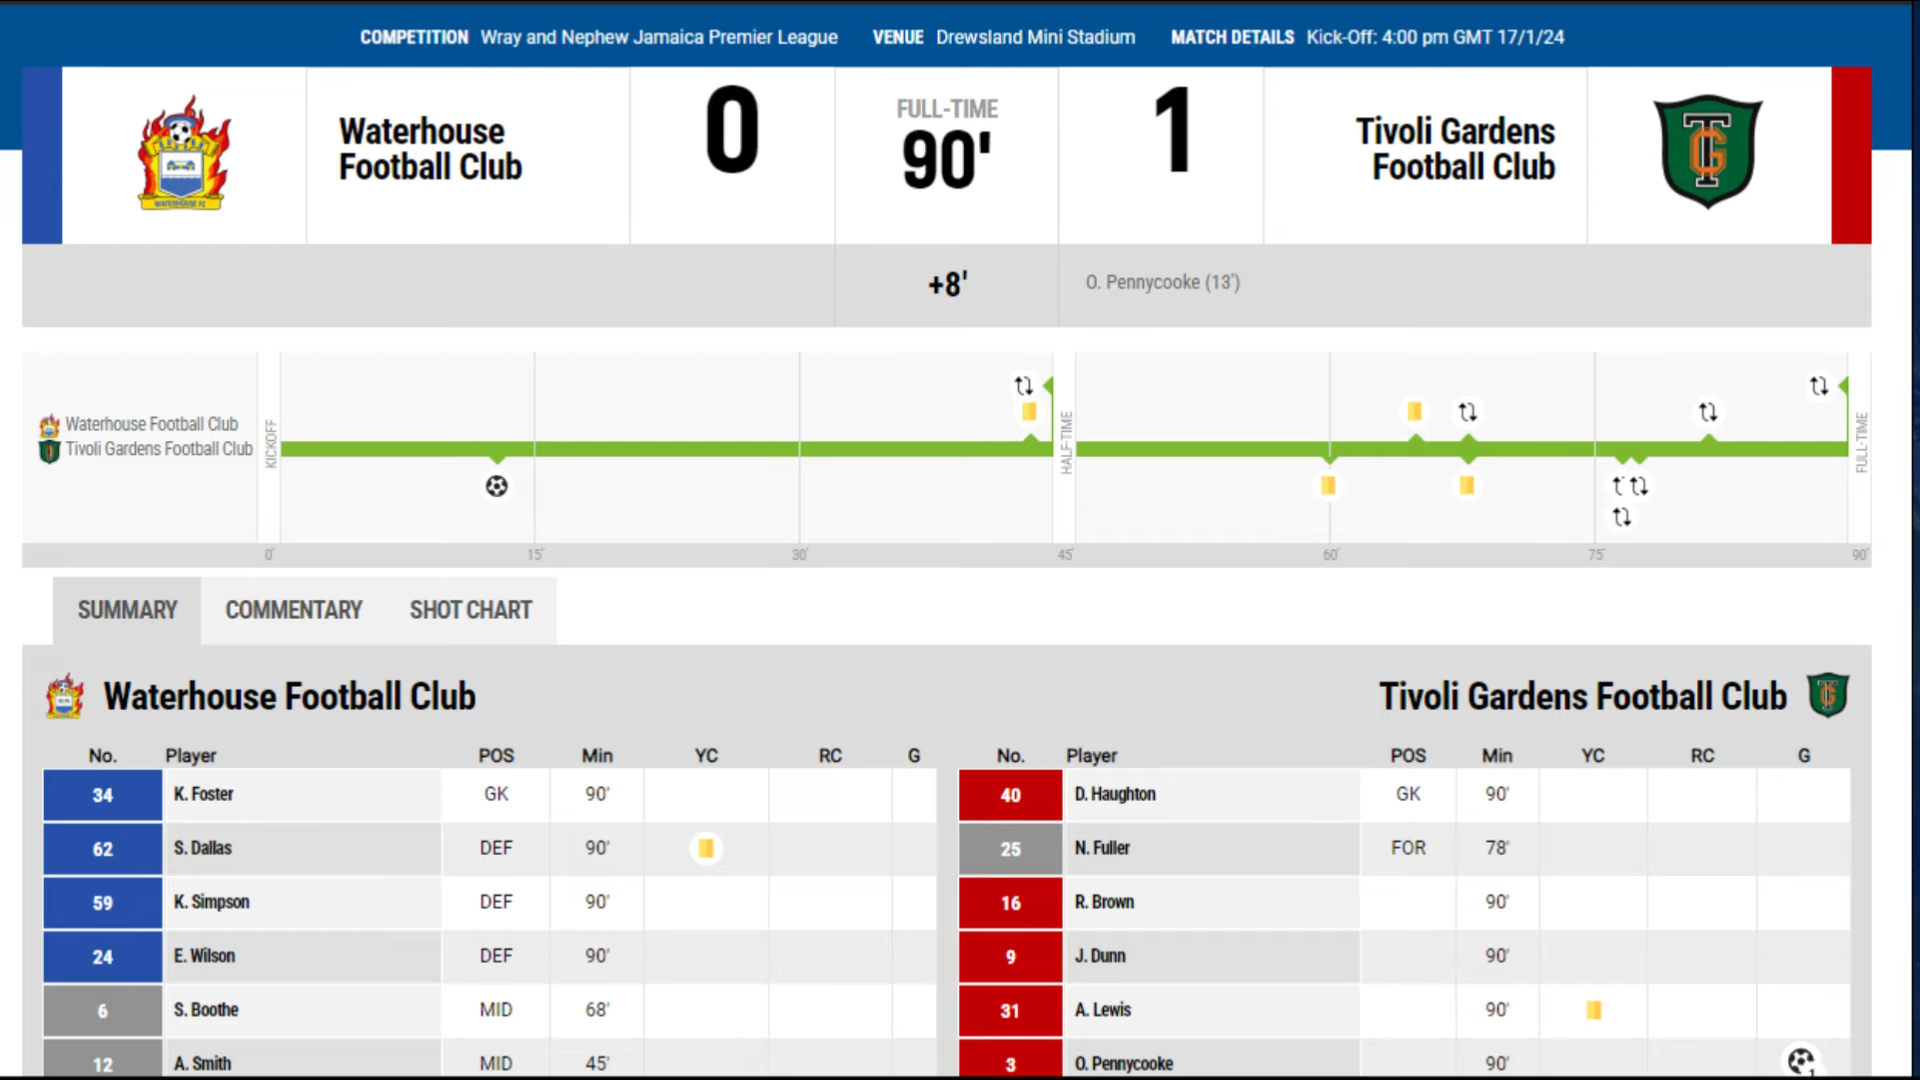 COMPETITION Wray and Nephew Jamaica Premier League VENUE Drewsland Mini Stadium MATCH DETAILS Kick-Off: 4:00 pm GMT 17/1/24
WATERHOUSE FC
Waterhouse
Football Club
0
FULL-TIME
90'
1
Tivoli Gardens
Football Club
TG
+8'
O. Pennycooke (13')
Waterhouse Football Club
Tivoli Gardens Football Club
KICKOFF
HALF-TIME
FULL-TIME
0' 15' 30' 45' 60' 75' 90'
SUMMARY COMMENTARY SHOT CHART
Waterhouse Football Club
No. Player POS Min YC RC G
34 K. Foster GK 90'
62 S. Dallas DEF 90'
59 K. Simpson DEF 90'
24 E. Wilson DEF 90'
6 S. Boothe MID 68'
12 A. Smith MID 45'
Tivoli Gardens Football Club
No. Player POS Min YC RC G
40 D. Haughton GK 90'
25 N. Fuller FOR 78'
16 R. Brown 90'
9 J. Dunn 90'
31 A. Lewis 90'
3 O. Pennycooke 90' 1